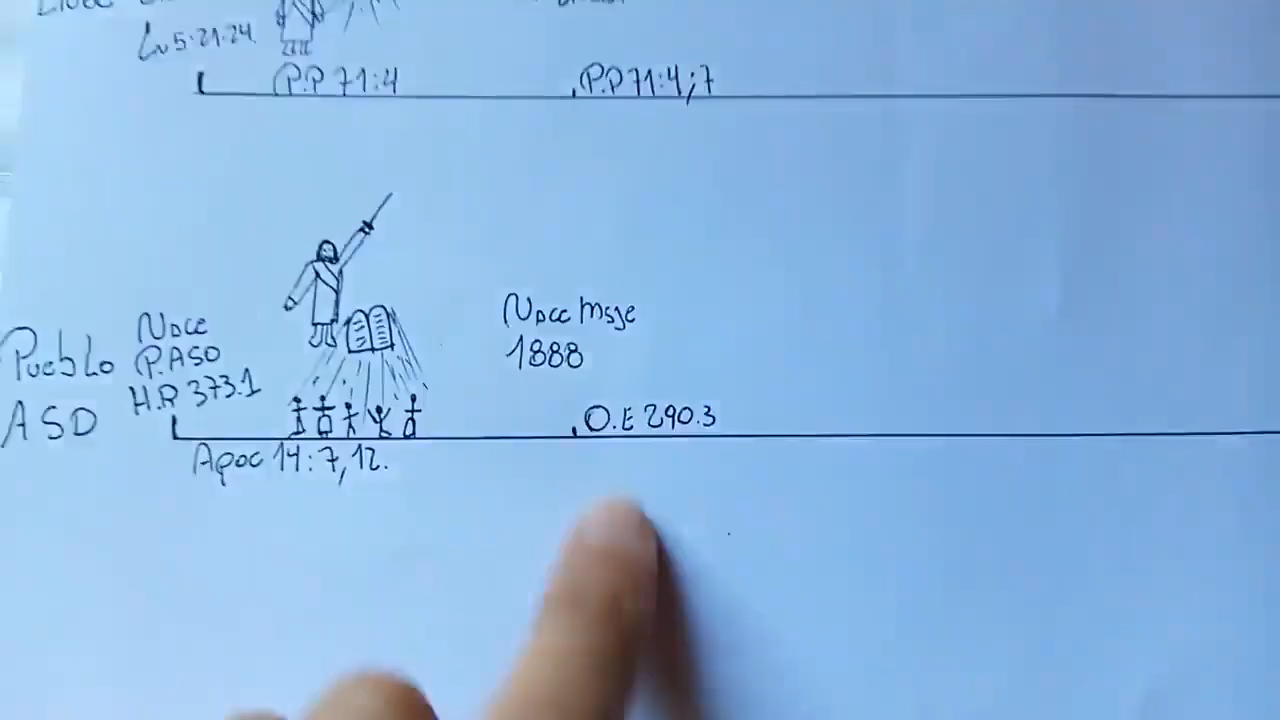 Lv 5:21-24
P.P 71:4
P.P 71:4;7
Nace
P.ASD
H.R 373.1
Pueblo
ASD
Nace Msje
1888
O.E 290.3
Apoc 14:7,12.